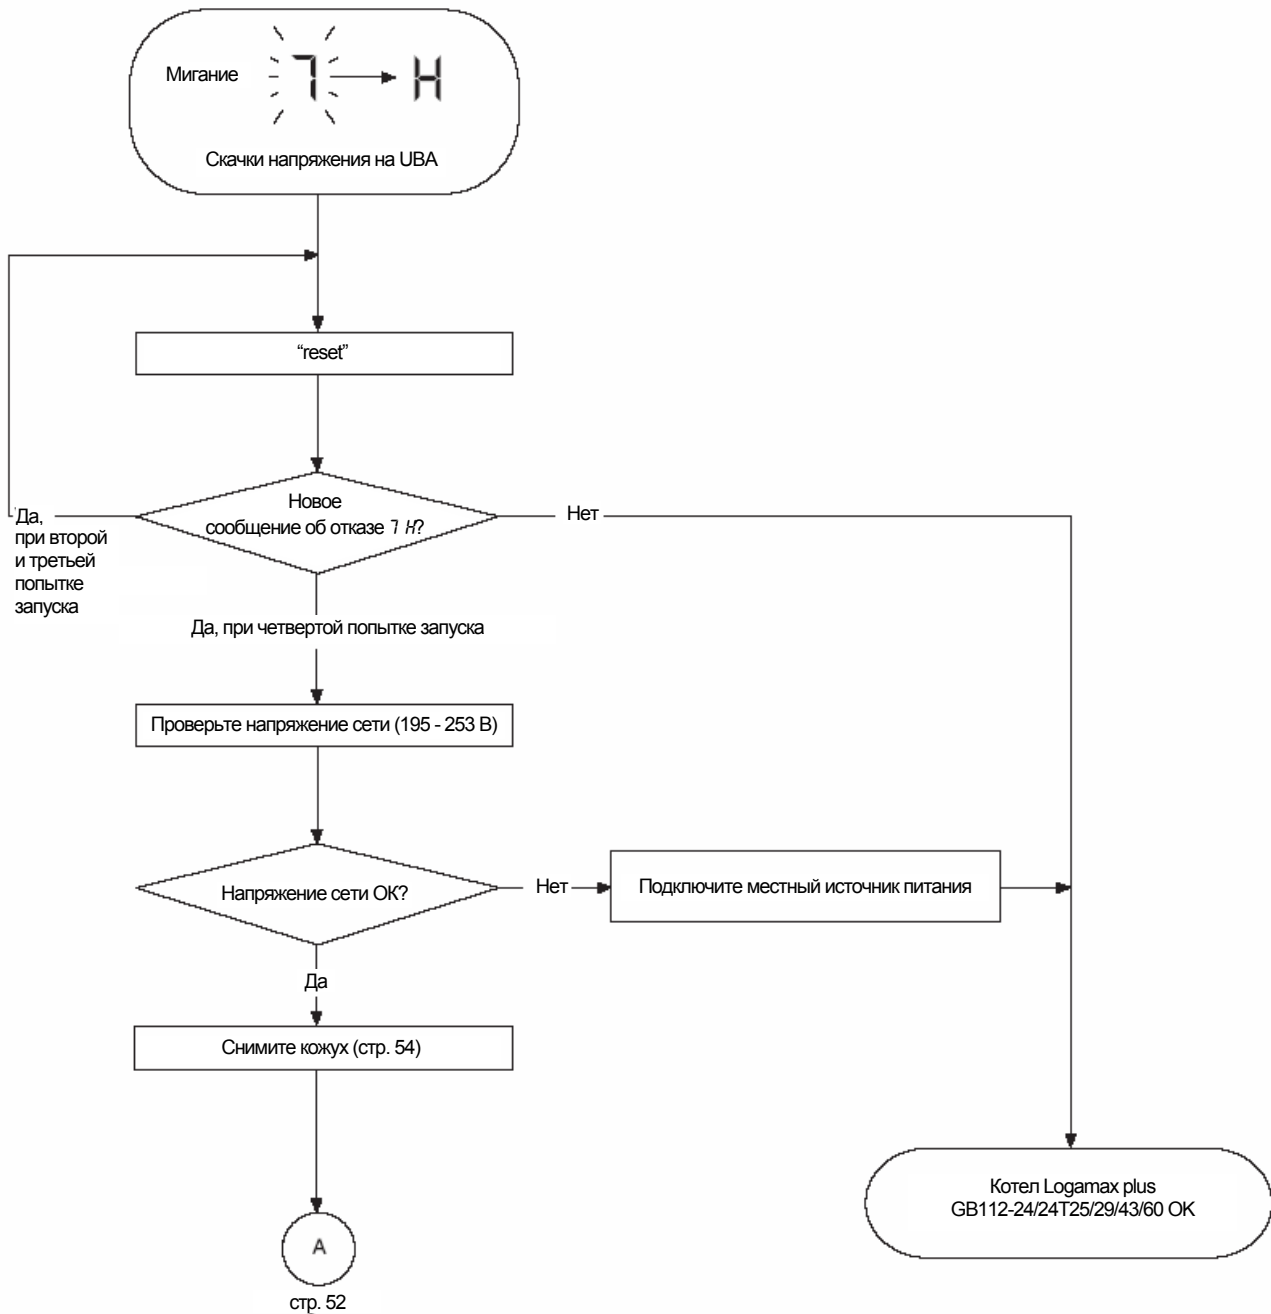 Мигание
7
H
Скачки напряжения на UBA
“reset”
Новое
сообщение об отказе 7 H?
Нет
Да,
при второй
и третьей
попытке
запуска
Да, при четвертой попытке запуска
Проверьте напряжение сети (195 - 253 В)
Напряжение сети ОК?
Нет
Подключите местный источник питания
Да
Снимите кожух (стр. 54)
Котел Logamax plus
GB112-24/24T25/29/43/60 OK
A
стр. 52